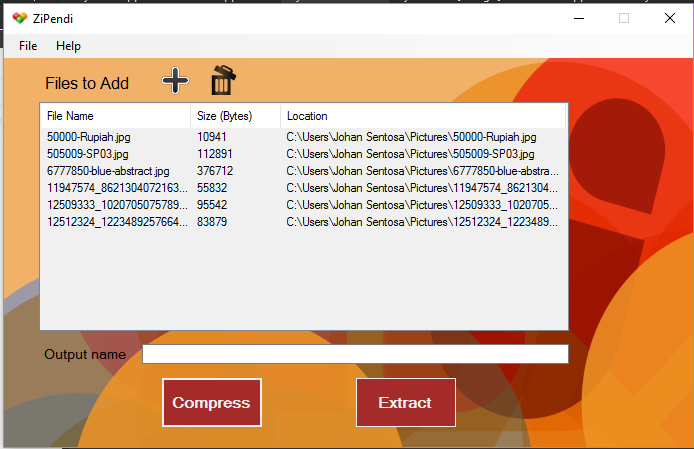 ZiPendi
File Help
Files to Add
File Name Size (Bytes) Location
50000-Rupiah.jpg 10941 C:\Users\Johan Sentosa\Pictures\50000-Rupiah.jpg
505009-SP03.jpg 112891 C:\Users\Johan Sentosa\Pictures\505009-SP03.jpg
6777850-blue-abstract.jpg 376712 C:\Users\Johan Sentosa\Pictures\6777850-blue-abstra...
11947574_8621304072163... 55832 C:\Users\Johan Sentosa\Pictures\11947574_8621304...
12509333_1020705075789... 95542 C:\Users\Johan Sentosa\Pictures\12509333_1020705...
12512324_1223489257664... 83879 C:\Users\Johan Sentosa\Pictures\12512324_1223489...
Output name
Compress Extract